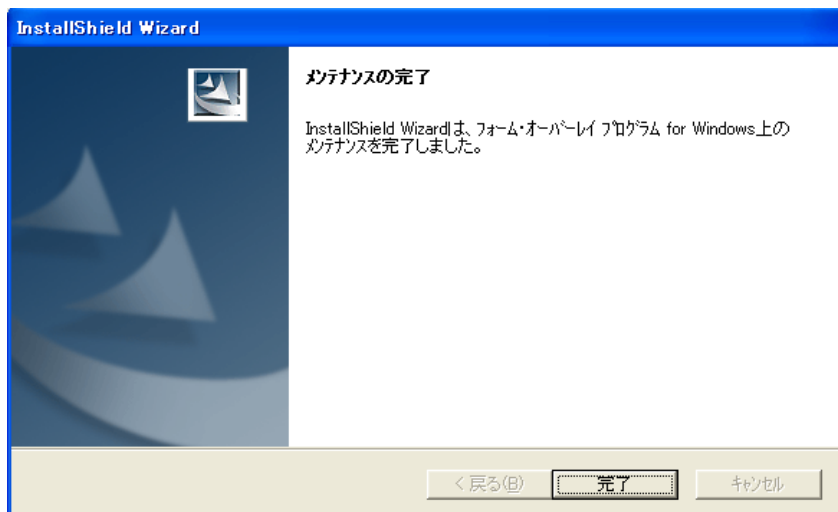 InstallShield Wizard
ﾒﾝﾃﾅﾝｽの完了
InstallShield Wizardは、ﾌｫｰﾑ・ｵｰﾊﾞｰﾚｲ ﾌﾟﾛｸﾞﾗﾑ for Windows上の
ﾒﾝﾃﾅﾝｽを完了しました。
< 戻る(B)
完了
ｷｬﾝｾﾙ